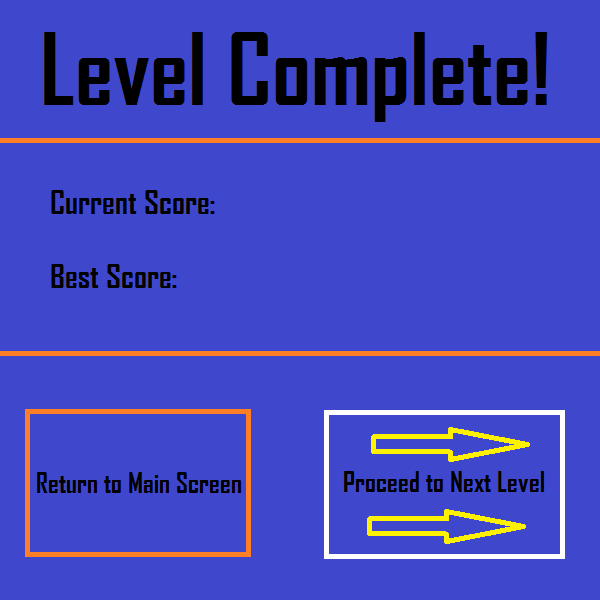 Level Complete!
Current Score:
Best Score:
Return to Main Screen
Proceed to Next Level